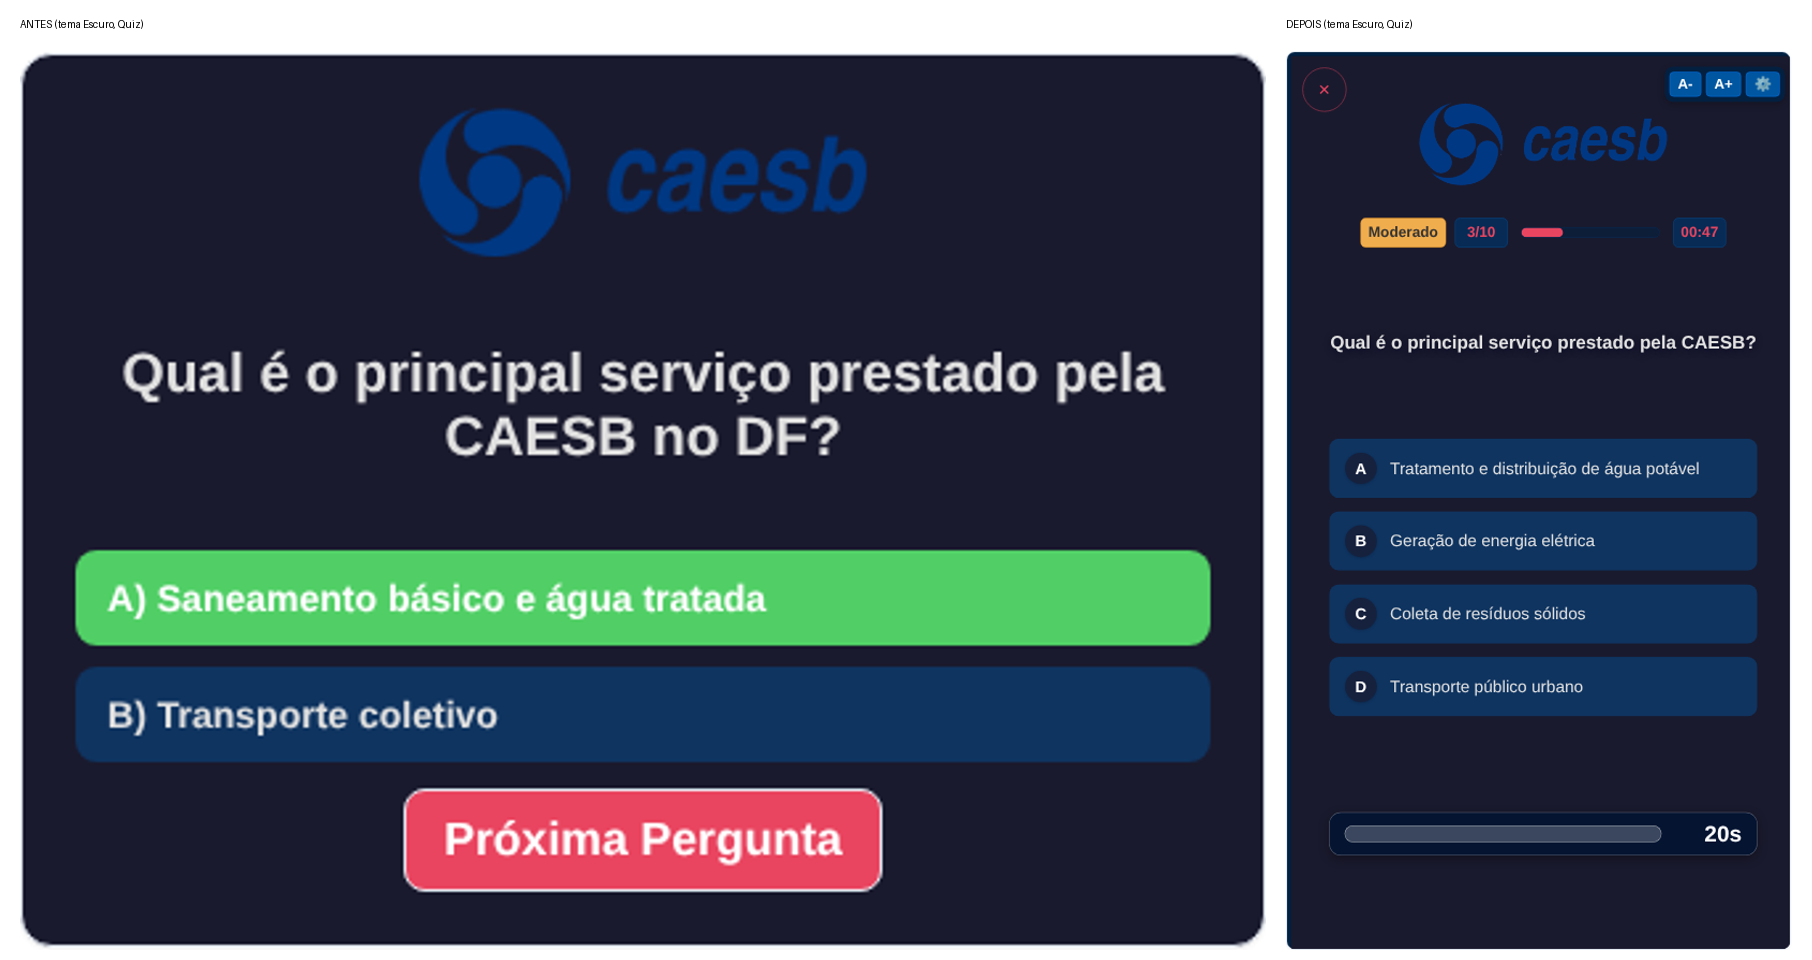 ANTES (tema Escuro, Quiz)
caesb
Qual é o principal serviço prestado pela
CAESB no DF?
A) Saneamento básico e água tratada
B) Transporte coletivo
Próxima Pergunta
DEPOIS (tema Escuro, Quiz)
× A- A+
caesb
Moderado 3/10 00:47
Qual é o principal serviço prestado pela CAESB?
A Tratamento e distribuição de água potável
B Geração de energia elétrica
C Coleta de resíduos sólidos
D Transporte público urbano
20s